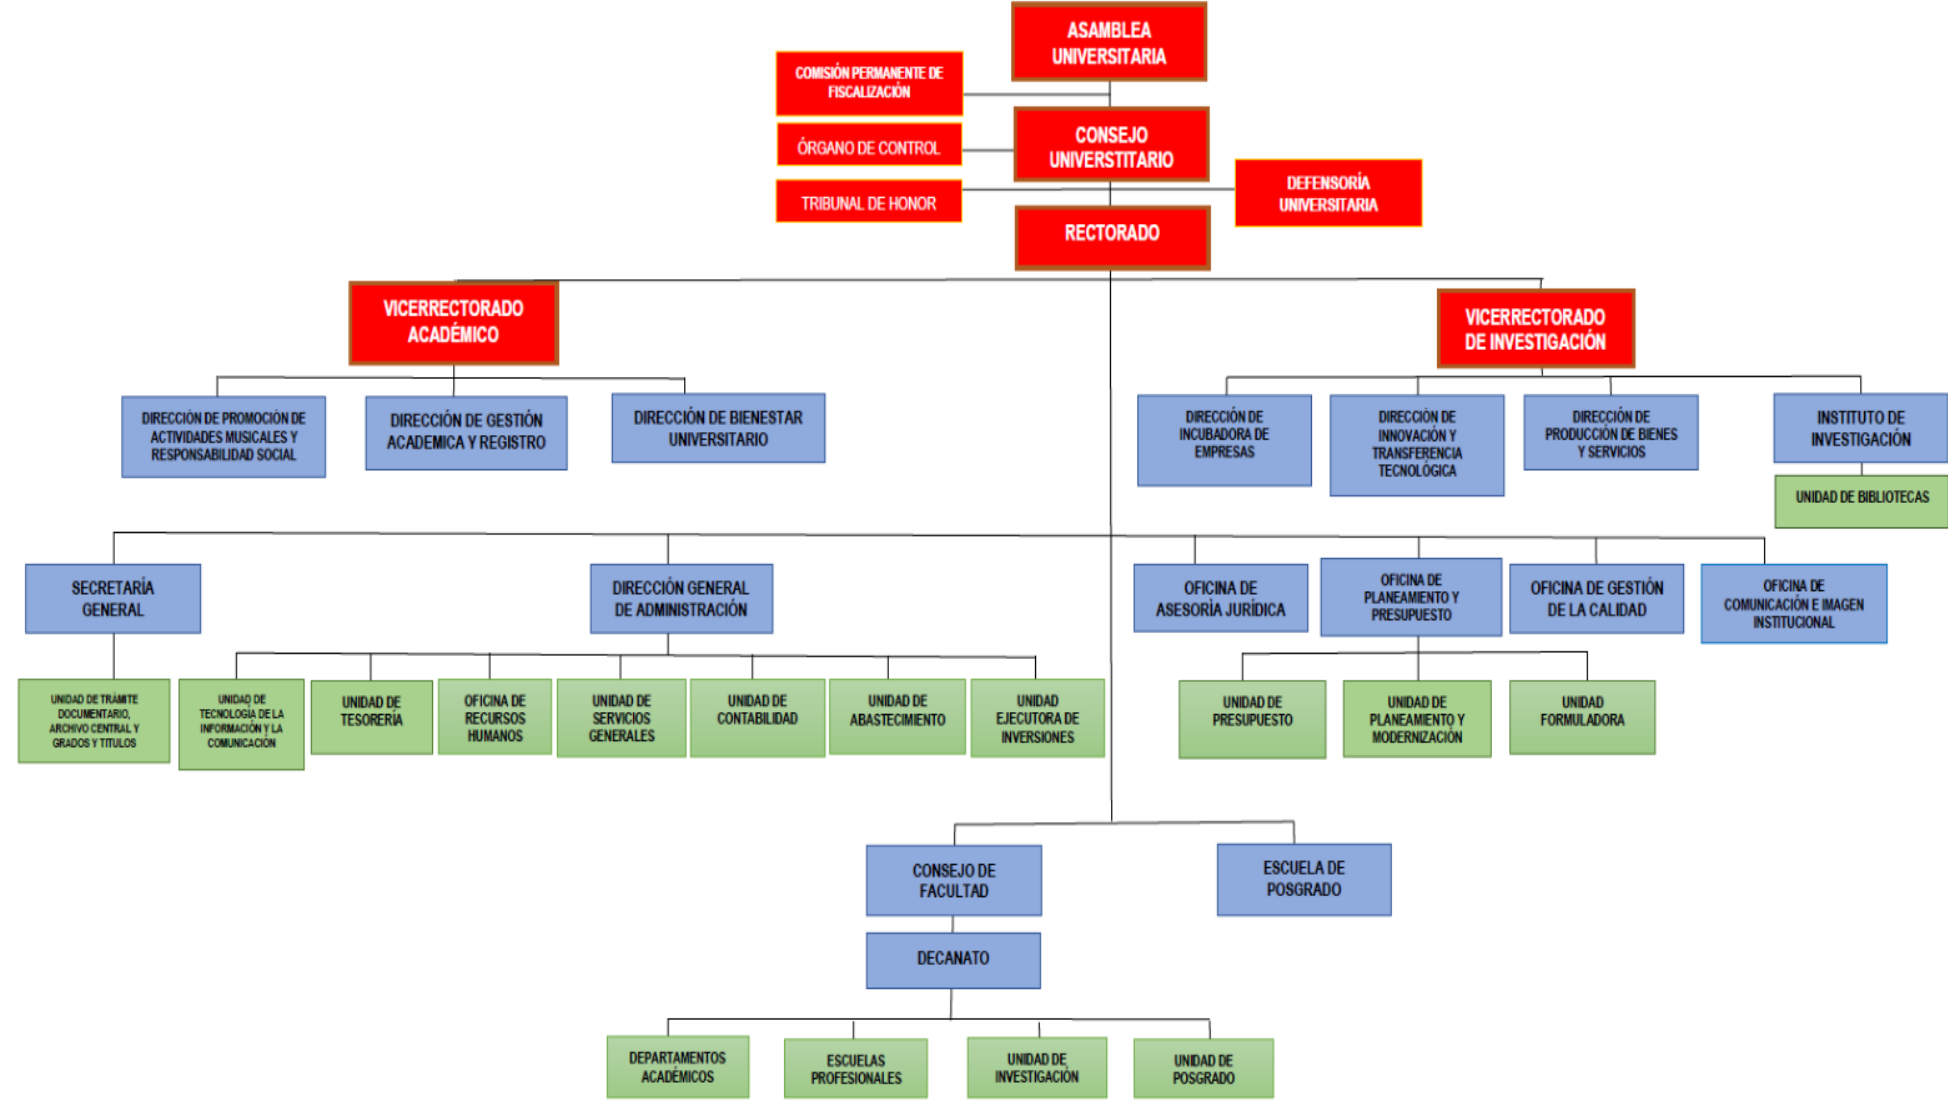 ASAMBLEA
UNIVERSITARIA
COMISIÓN PERMANENTE DE
FISCALIZACIÓN
ÓRGANO DE CONTROL
CONSEJO
UNIVERSTITARIO
TRIBUNAL DE HONOR
DEFENSORÍA
UNIVERSITARIA
RECTORADO
VICERRECTORADO
ACADÉMICO
VICERRECTORADO
DE INVESTIGACIÓN
DIRECCIÓN DE PROMOCIÓN DE
ACTIVIDADES MUSICALES Y
RESPONSABILIDAD SOCIAL
DIRECCIÓN DE GESTIÓN
ACADEMICA Y REGISTRO
DIRECCIÓN DE BIENESTAR
UNIVERSITARIO
DIRECCIÓN DE
INCUBADORA DE
EMPRESAS
DIRECCIÓN DE
INNOVACIÓN Y
TRANSFERENCIA
TECNOLÓGICA
DIRECCIÓN DE
PRODUCCIÓN DE BIENES
Y SERVICIOS
INSTITUTO DE
INVESTIGACIÓN
UNIDAD DE BIBLIOTECAS
SECRETARÍA
GENERAL
DIRECCIÓN GENERAL
DE ADMINISTRACIÓN
OFICINA DE
ASESORÌA JURÍDICA
OFICINA DE
PLANEAMIENTO Y
PRESUPUESTO
OFICINA DE GESTIÓN
DE LA CALIDAD
OFICINA DE
COMUNICACIÓN E IMAGEN
INSTITUCIONAL
UNIDAD DE TRÀMITE
DOCUMENTARIO,
ARCHIVO CENTRAL Y
GRADOS Y TITULOS
UNIDAD DE
TECNOLOGÍA DE LA
INFORMACIÓN Y LA
COMUNICACIÓN
UNIDAD DE
TESORERÍA
OFICINA DE
RECURSOS
HUMANOS
UNIDAD DE
SERVICIOS
GENERALES
UNIDAD DE
CONTABILIDAD
UNIDAD DE
ABASTECIMIENTO
UNIDAD
EJECUTORA DE
INVERSIONES
UNIDAD DE
PRESUPUESTO
UNIDAD DE
PLANEAMIENTO Y
MODERNIZACIÓN
UNIDAD
FORMULADORA
CONSEJO DE
FACULTAD
ESCUELA DE
POSGRADO
DECANATO
DEPARTAMENTOS
ACADÉMICOS
ESCUELAS
PROFESIONALES
UNIDAD DE
INVESTIGACIÓN
UNIDAD DE
POSGRADO